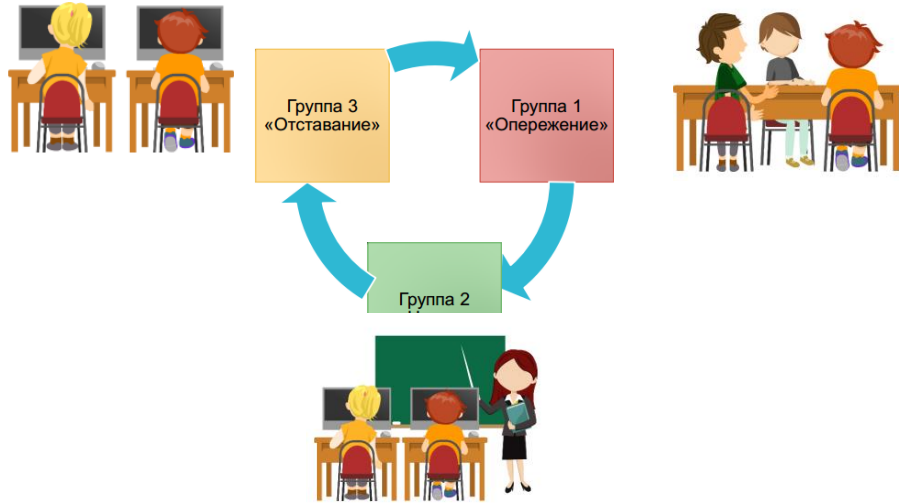 Группа 3
«Отставание»
Группа 1
«Опережение»
Группа 2